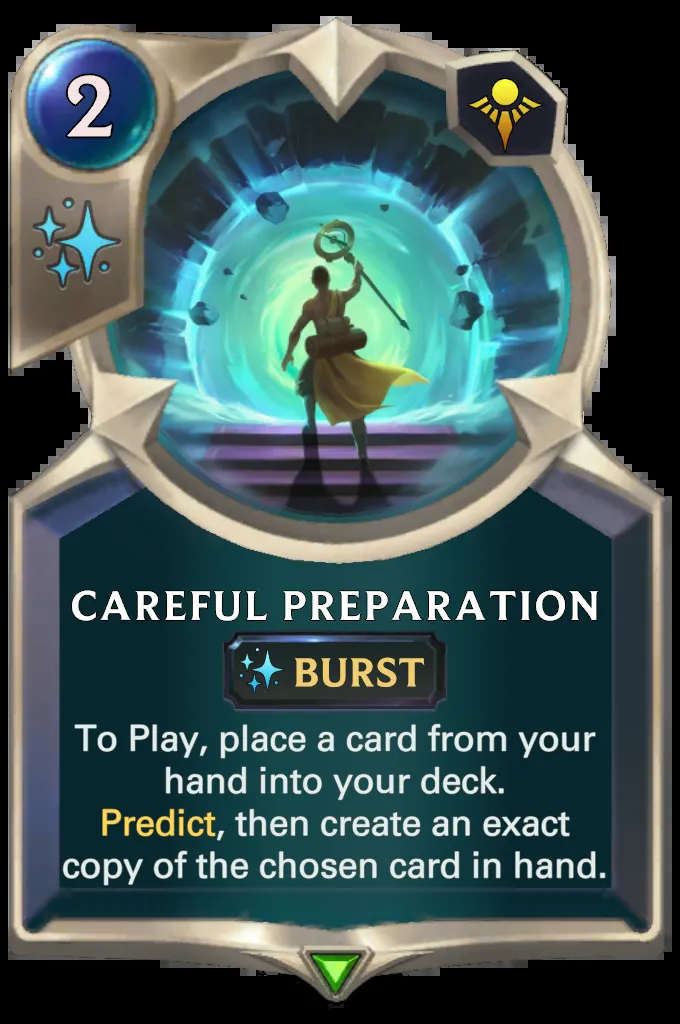 2
CAREFUL PREPARATION
BURST
To Play, place a card from your
hand into your deck.
Predict, then create an exact
copy of the chosen card in hand.